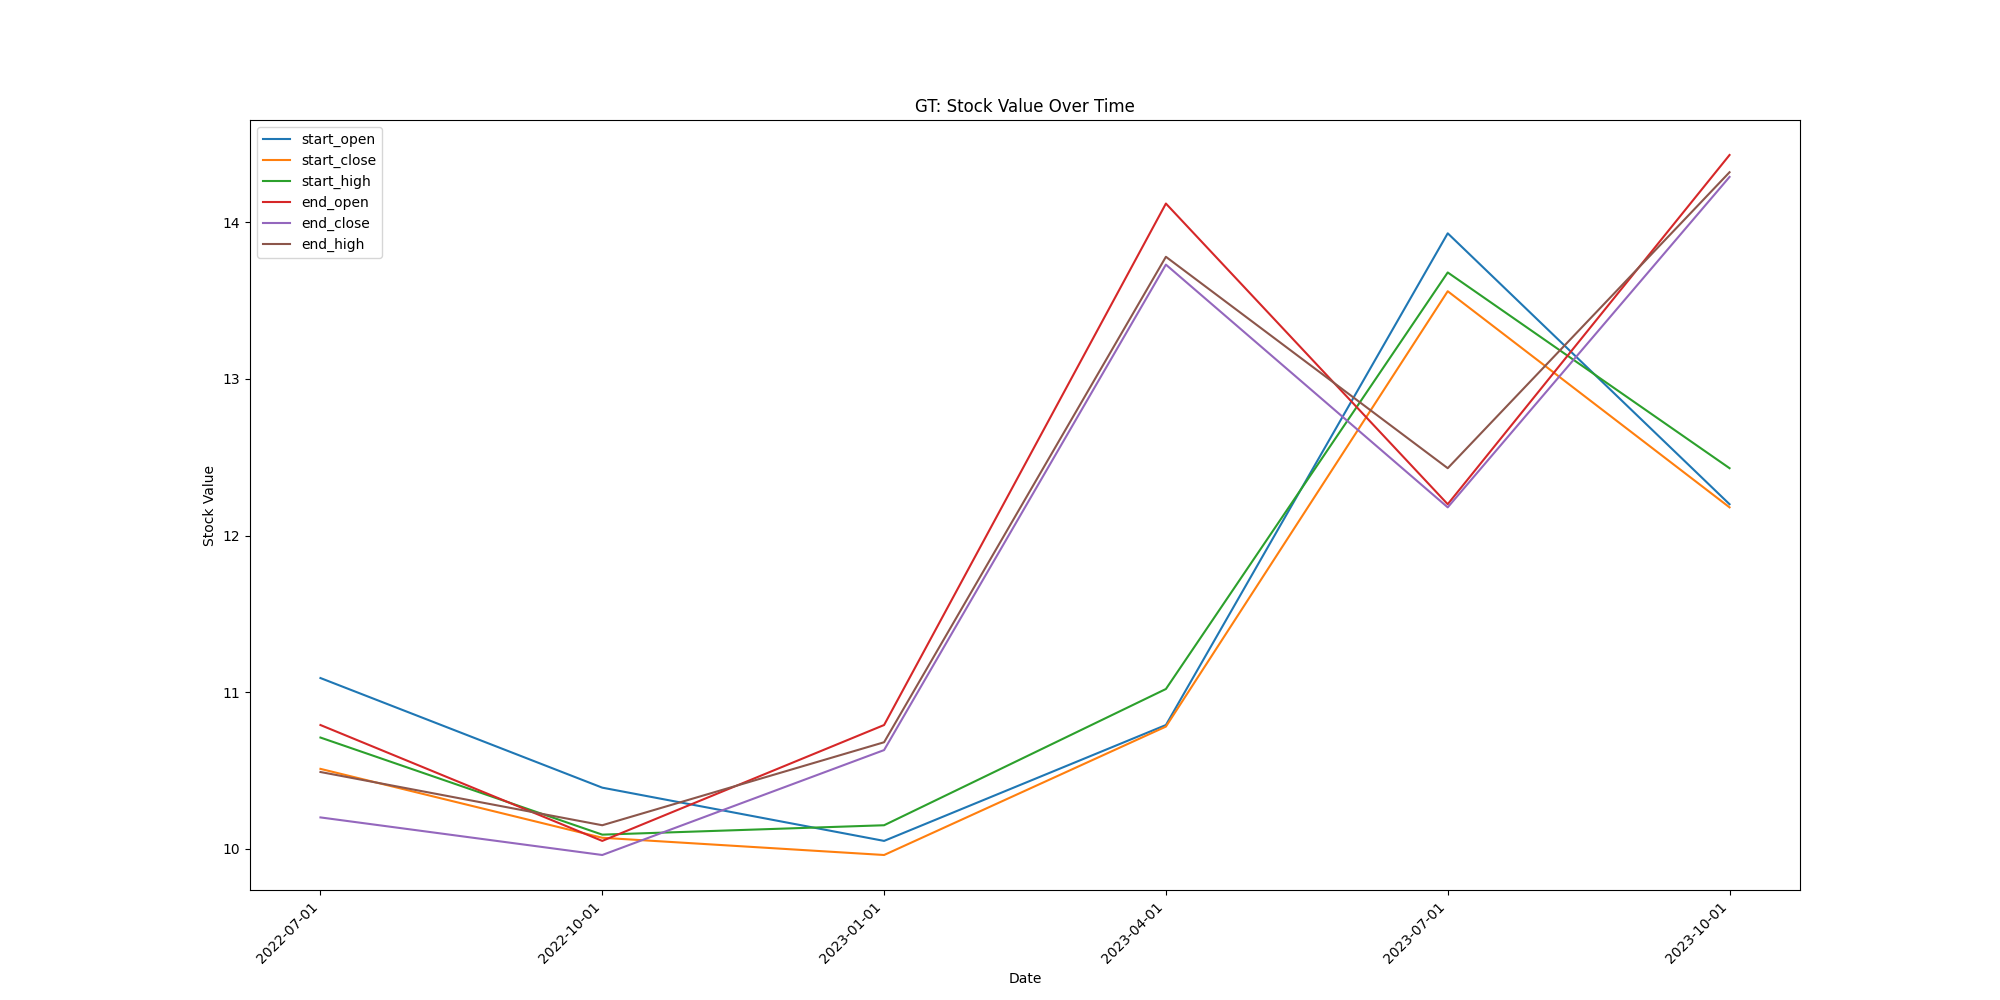 GT: Stock Value Over Time
start_open
start_close
start_high
end_open
end_close
end_high
14
13
12
11
10
Stock Value
2022-07-01
2022-10-01
2023-01-01
2023-04-01
2023-07-01
2023-10-01
Date